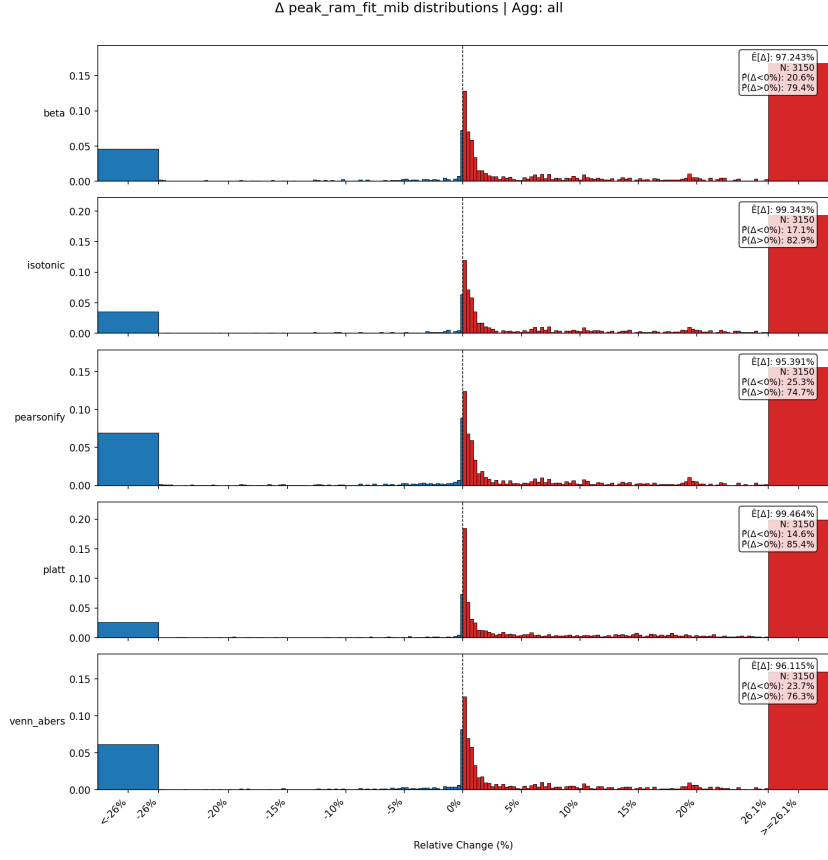 Δ peak_ram_fit_mib distributions | Agg: all
beta
0.15
0.10
0.05
0.00
Ê[Δ]: 97.243%
N: 3150
P̂(Δ<0%): 20.6%
P̂(Δ>0%): 79.4%
isotonic
0.20
0.15
0.10
0.05
0.00
Ê[Δ]: 99.343%
N: 3150
P̂(Δ<0%): 17.1%
P̂(Δ>0%): 82.9%
pearsonify
0.15
0.10
0.05
0.00
Ê[Δ]: 95.391%
N: 3150
P̂(Δ<0%): 25.3%
P̂(Δ>0%): 74.7%
platt
0.20
0.15
0.10
0.05
0.00
Ê[Δ]: 99.464%
N: 3150
P̂(Δ<0%): 14.6%
P̂(Δ>0%): 85.4%
venn_abers
0.15
0.10
0.05
0.00
Ê[Δ]: 96.115%
N: 3150
P̂(Δ<0%): 23.7%
P̂(Δ>0%): 76.3%
<-26% -26% -20% -15% -10% -5% 0% 5% 10% 15% 20% 26.1% >=26.1%
Relative Change (%)